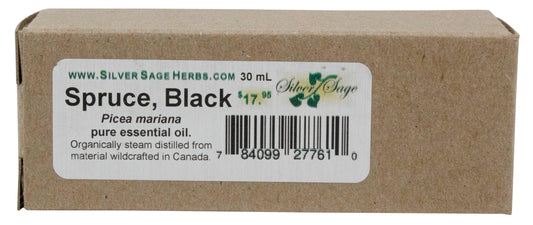 www.SilverSageHerbs.com 30 mL
Silver Sage
Spruce, Black $17.95
Picea mariana
pure essential oil.
Organically steam distilled from
material wildcrafted in Canada.
7 84099 27761 0